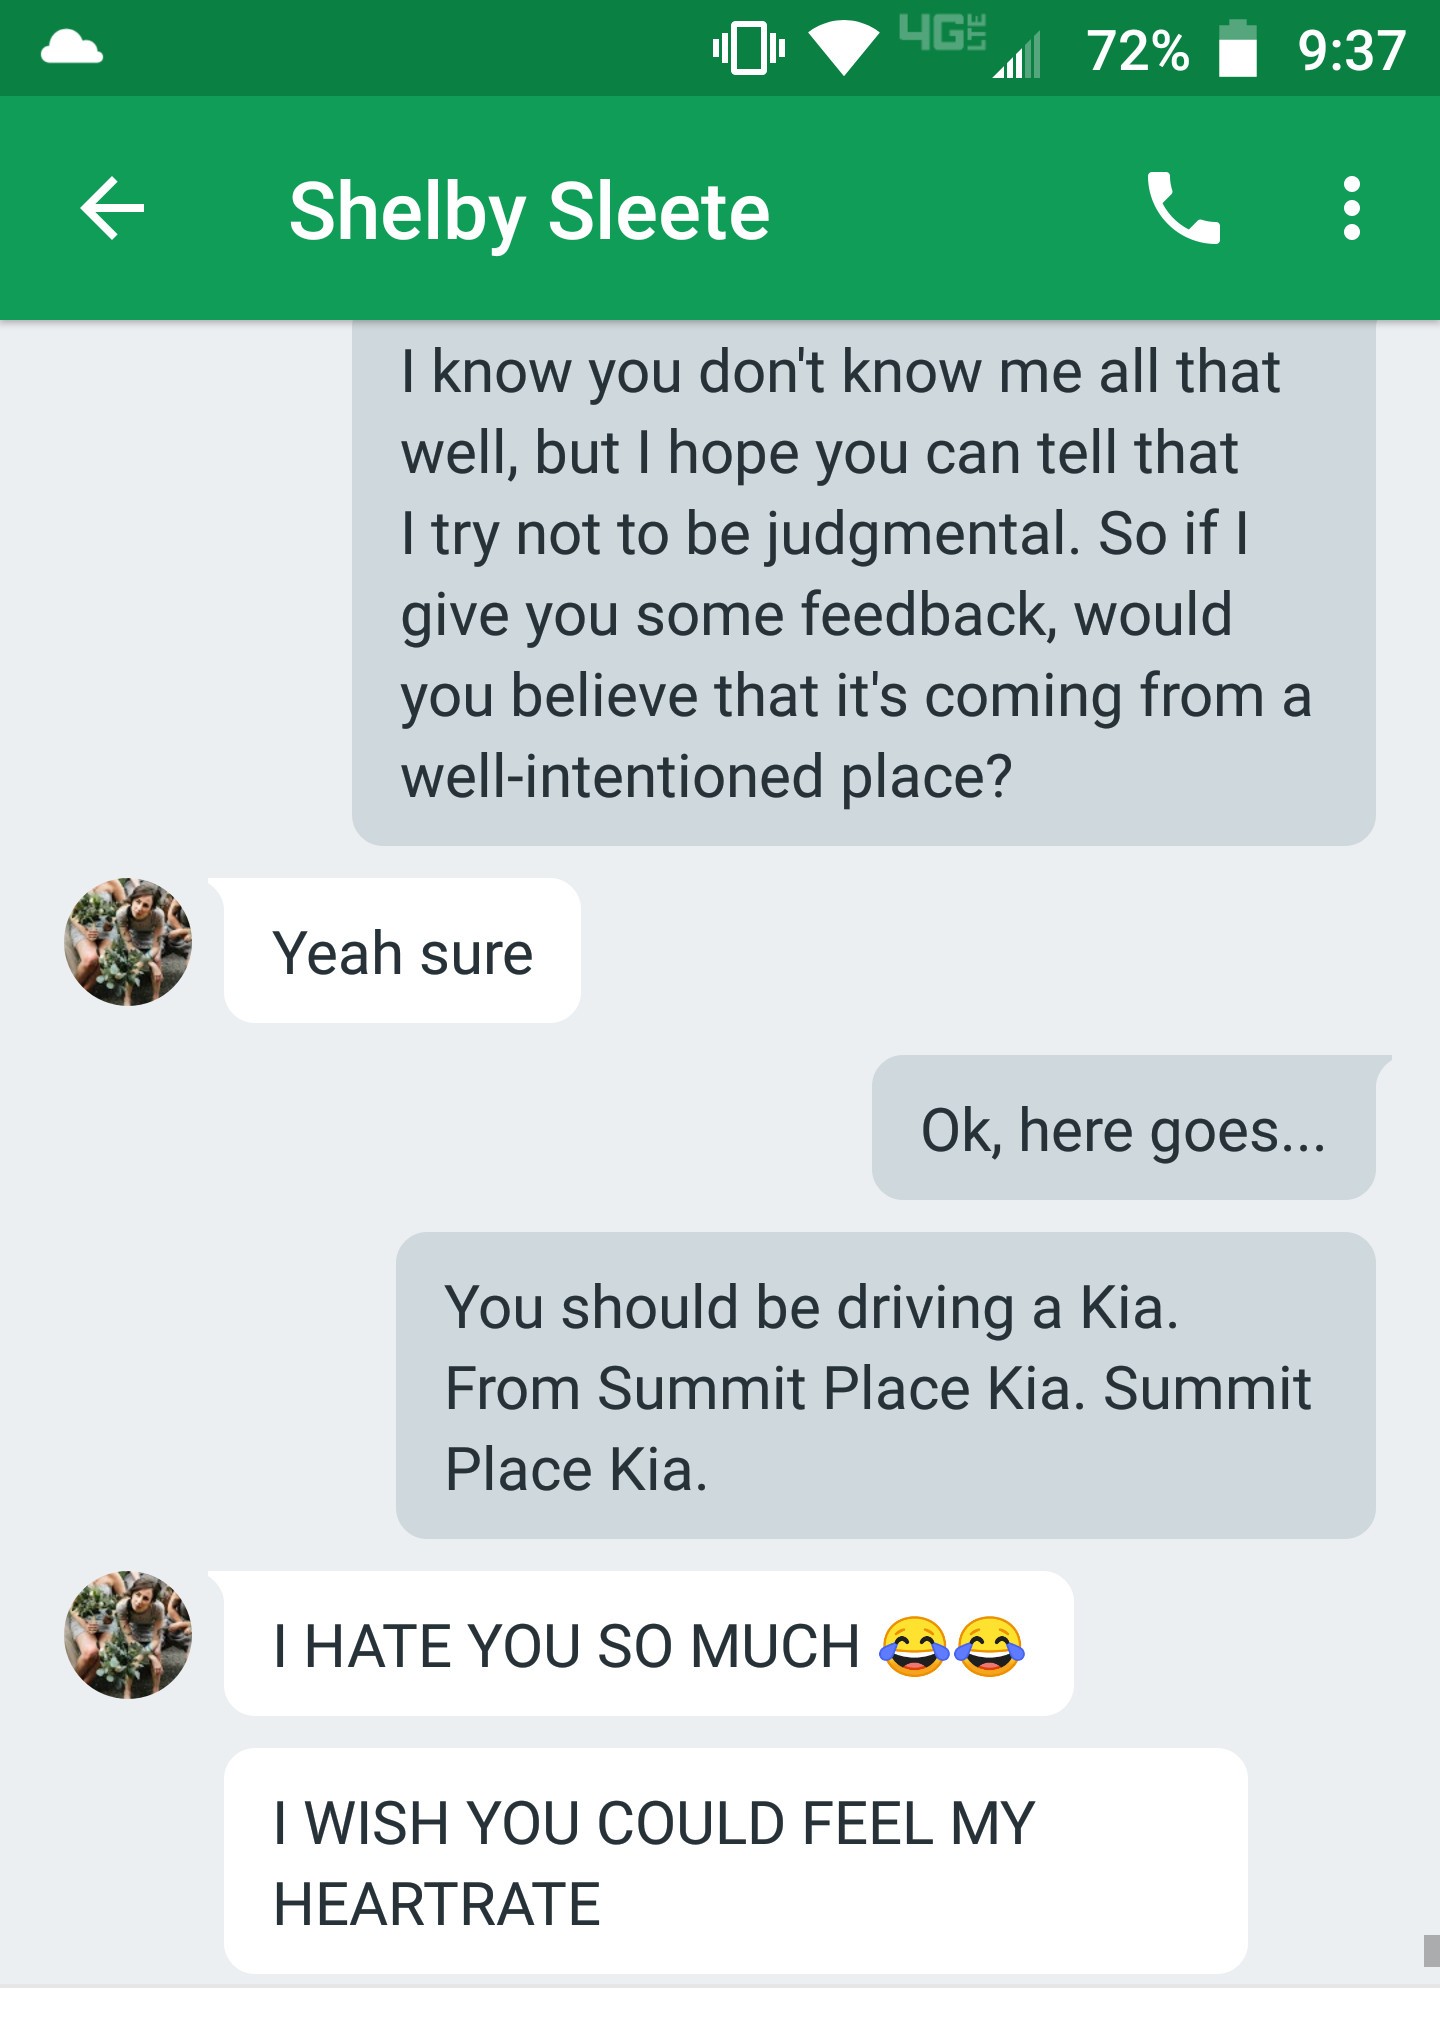 4G LTE 72% 9:37
Shelby Sleete
I know you don't know me all that
well, but I hope you can tell that
I try not to be judgmental. So if I
give you some feedback, would
you believe that it's coming from a
well-intentioned place?
Yeah sure
Ok, here goes...
You should be driving a Kia.
From Summit Place Kia. Summit
Place Kia.
I HATE YOU SO MUCH 😂😂
I WISH YOU COULD FEEL MY
HEARTRATE